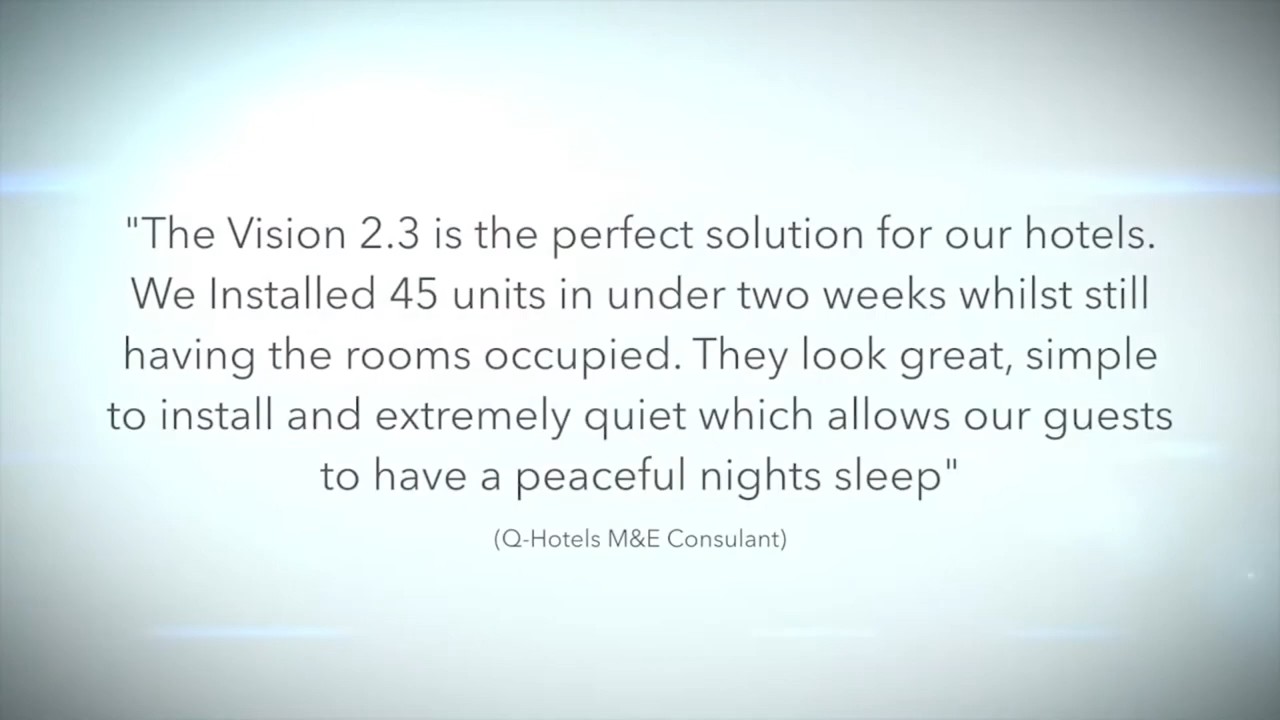 "The Vision 2.3 is the perfect solution for our hotels.
We Installed 45 units in under two weeks whilst still
having the rooms occupied. They look great, simple
to install and extremely quiet which allows our guests
to have a peaceful nights sleep"
(Q-Hotels M&E Consulant)